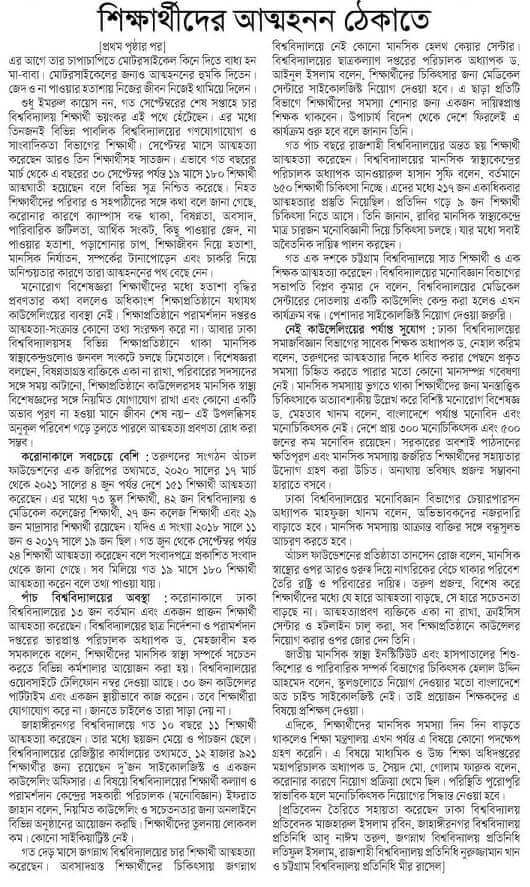 শিক্ষার্থীদের আত্মহনন ঠেকাতে
[প্রথম পৃষ্ঠার পর]
এর আগে তার চাপাচাপিতে মোটরসাইকেল কিনে দিতে বাধ্য হন
মা-বাবা। মোটরসাইকেলের জন্যও আত্মহননের হুমকি দিতেন।
জেদ ও না পাওয়ার হতাশায় নিজের জীবন নিজেই থামিয়ে দিলেন।
শুধু ইমরুল কায়েস নন, গত সেপ্টেম্বরের শেষ সপ্তাহে চার
বিশ্ববিদ্যালয় শিক্ষার্থী ভয়ংকর এই পথে হেঁটেছেন। এর মধ্যে
তিনজনই বিভিন্ন পাবলিক বিশ্ববিদ্যালয়ের গণযোগাযোগ ও
সাংবাদিকতা বিভাগের শিক্ষার্থী। সেপ্টেম্বর মাসে আত্মহত্যা
করেছেন আরও তিন শিক্ষার্থীসহ সাতজন। এভাবে গত বছরের
মার্চ থেকে এ বছরের ৩০ সেপ্টেম্বর পর্যন্ত ১৯ মাসে ১৮০ শিক্ষার্থী
আত্মঘাতী হয়েছেন বলে বিভিন্ন সূত্র নিশ্চিত করেছে। নিহত
শিক্ষার্থীদের পরিবার ও সহপাঠীদের সঙ্গে কথা বলে জানা গেছে,
করোনার কারণে ক্যাম্পাস বন্ধ থাকা, বিষণ্নতা, অবসাদ,
পারিবারিক জটিলতা, আর্থিক সংকট, কিছু পাওয়ার জেদ, না
পাওয়ার হতাশা, পড়াশোনার চাপ, শিক্ষাজীবন নিয়ে হতাশা,
মানসিক নির্যাতন, সম্পর্কের টানাপোড়েন এবং চাকরি নিয়ে
অনিশ্চয়তার কারণে তারা আত্মহননের পথ বেছে নেন।
মনোরোগ বিশেষজ্ঞরা শিক্ষার্থীদের মধ্যে হতাশা বৃদ্ধির
প্রবণতার কথা বললেও অধিকাংশ শিক্ষাপ্রতিষ্ঠানে যথাযথ
কাউন্সেলিংয়ের ব্যবস্থা নেই। শিক্ষাপ্রতিষ্ঠানে পরামর্শদান দপ্তরও
আত্মহত্যা-সংক্রান্ত কোনো তথ্য সংরক্ষণ করে না। আবার ঢাকা
বিশ্ববিদ্যালয়সহ বিভিন্ন শিক্ষাপ্রতিষ্ঠানে থাকা মানসিক
স্বাস্থ্যকেন্দ্রগুলোও জনবল সংকটে চলছে ঢিমেতালে। বিশেষজ্ঞরা
বলছেন, বিষণ্নতাগ্রস্ত ব্যক্তিকে একা না রাখা, পরিবারের সদস্যদের
সঙ্গে সময় কাটানো, শিক্ষাপ্রতিষ্ঠানে কাউন্সেলরসহ মানসিক স্বাস্থ্য
বিশেষজ্ঞদের সঙ্গে নিয়মিত যোগাযোগ রাখা এবং কোনো একটি
অভাব পূরণ না হওয়া মানে জীবন শেষ নয়– এই উপলব্ধিসহ
অনুকূল পরিবেশ গড়ে তুলতে পারলে আত্মহত্যা প্রবণতা রোধ করা
সম্ভব।
করোনাকালে সবচেয়ে বেশি : তরুণদের সংগঠন আঁচল
ফাউন্ডেশনের এক জরিপের তথ্যমতে, ২০২০ সালের ১৭ মার্চ
থেকে ২০২১ সালের ৪ জুন পর্যন্ত দেশে ১৫১ শিক্ষার্থী আত্মহত্যা
করেছেন। এর মধ্যে ৭৩ স্কুল শিক্ষার্থী, ৪২ জন বিশ্ববিদ্যালয় ও
মেডিকেল কলেজের শিক্ষার্থী, ২৭ জন কলেজ শিক্ষার্থী এবং ২৯
জন মাদ্রাসার শিক্ষার্থী রয়েছেন। যদিও এ সংখ্যা ২০১৮ সালে ১১
জন ও ২০১৭ সালে ১৯ জন ছিল। গত জুন থেকে সেপ্টেম্বর পর্যন্ত
২৪ শিক্ষার্থী আত্মহত্যা করেছেন বলে সংবাদপত্রে প্রকাশিত সংবাদ
থেকে জানা গেছে। সব মিলিয়ে গত ১৯ মাসে ১৮০ শিক্ষার্থী
আত্মহত্যা করেন বলে তথ্য পাওয়া যায়।
পাঁচ বিশ্ববিদ্যালয়ের অবস্থা : করোনাকালে ঢাকা
বিশ্ববিদ্যালয়ের ১৩ জন বর্তমান এবং একজন প্রাক্তন শিক্ষার্থী
আত্মহত্যা করেছেন। বিশ্ববিদ্যালয়ের ছাত্র নির্দেশনা ও পরামর্শদান
দপ্তরের ভারপ্রাপ্ত পরিচালক অধ্যাপক ড. মেহজাবীন হক
সমকালকে বলেন, শিক্ষার্থীদের মানসিক স্বাস্থ্য সম্পর্কে সচেতন
করতে বিভিন্ন কর্মশালার আয়োজন করা হয়। বিশ্ববিদ্যালয়ের
ওয়েবসাইটে টেলিফোন নম্বর দেওয়া আছে। ৩০ জন কাউন্সেলর
পার্টটাইম এবং একজন স্থায়ীভাবে কাজ করেন। তবে শিক্ষার্থীরা
যোগাযোগ করে না। জানতে চাইলেও তারা সাড়া দেয় না।
জাহাঙ্গীরনগর বিশ্ববিদ্যালয়ে গত ১০ বছরে ১১ শিক্ষার্থী
আত্মহত্যা করেছেন। তার মধ্যে ছয়জন মেয়ে ও পাঁচজন ছেলে।
বিশ্ববিদ্যালয়ের রেজিস্ট্রার কার্যালয়ের তথ্যমতে, ১২ হাজার ৯২১
শিক্ষার্থীর জন্য রয়েছেন দু'জন সাইকোলজিস্ট ও একজন
কাউন্সেলিং অফিসার। এ বিষয়ে বিশ্ববিদ্যালয়ের শিক্ষার্থী কল্যাণ ও
পরামর্শদান কেন্দ্রের সহকারী পরিচালক (মনোবিজ্ঞান) ইফরাত
জাহান বলেন, নিয়মিত কাউন্সেলিং ও সচেতনতার জন্য অনলাইনে
বিভিন্ন অনুষ্ঠানের আয়োজন করছি। শিক্ষার্থীদের তুলনায় লোকবল
কম। কোনো সাইকিয়াট্রিস্ট নেই।
গত দেড় মাসে জগন্নাথ বিশ্ববিদ্যালয়ের চার শিক্ষার্থী আত্মহত্যা
করেছেন। অবসাদগ্রস্ত শিক্ষার্থীদের চিকিৎসায় জগন্নাথ
বিশ্ববিদ্যালয়ে নেই কোনো মানসিক হেলথ কেয়ার সেন্টার।
বিশ্ববিদ্যালয়ের ছাত্রকল্যাণ দপ্তরের পরিচালক অধ্যাপক ড.
আইনুল ইসলাম বলেন, শিক্ষার্থীদের চিকিৎসার জন্য মেডিকেল
সেন্টারে সাইকোলজিস্ট নিয়োগ দেওয়া হবে। এ ছাড়া প্রতিটি
বিভাগে শিক্ষার্থীদের সমস্যা শোনার জন্য একজন দায়িত্বপ্রাপ্ত
শিক্ষক থাকবেন। উপাচার্য বিদেশ থেকে দেশে ফিরলেই এ
কার্যক্রম শুরু হবে বলে জানান তিনি।
গত পাঁচ বছরে রাজশাহী বিশ্ববিদ্যালয়ের অন্তত ছয় শিক্ষার্থী
আত্মহত্যা করেছেন। বিশ্ববিদ্যালয়ের মানসিক স্বাস্থ্যকেন্দ্রের
পরিচালক অধ্যাপক আনওয়ারুল হাসান সুফি বলেন, বর্তমানে
৬৫০ শিক্ষার্থী চিকিৎসা নিচ্ছে। এদের মধ্যে ২১৭ জন একাধিকবার
আত্মহত্যার প্রস্তুতি নিয়েছিল। প্রতিদিন গড়ে ৯ জন শিক্ষার্থী
চিকিৎসা নিতে আসে। তিনি জানান, রাবির মানসিক স্বাস্থ্যকেন্দ্রে
মাত্র চারজন মনোবিজ্ঞানী দিয়ে চিকিৎসা চলছে। যার মধ্যে সবাই
অবৈতনিক দায়িত্ব পালন করছেন।
গত এক দশকে চট্টগ্রাম বিশ্ববিদ্যালয়ে সাত শিক্ষার্থী ও এক
শিক্ষক আত্মহত্যা করেছেন। বিশ্ববিদ্যালয়ের মনোবিজ্ঞান বিভাগের
সভাপতি বিপ্লব কুমার দে বলেন, বিশ্ববিদ্যালয়ের মেডিকেল
সেন্টারের দোতলায় একটি কাউন্সেলিং কেন্দ্র করা হলেও এখন
কার্যক্রম বন্ধ। পেশাদার সাইকোলজিস্ট নিয়োগ দেওয়া জরুরি।
নেই কাউন্সেলিংয়ের পর্যাপ্ত সুযোগ : ঢাকা বিশ্ববিদ্যালয়ের
সমাজবিজ্ঞান বিভাগের সাবেক শিক্ষক অধ্যাপক ড. নেহাল করিম
বলেন, তরুণদের আত্মহত্যার দিকে ধাবিত করার পেছনে প্রকৃত
সমস্যা চিহ্নিত করতে পারার মতো কোনো মানসম্পন্ন গবেষণা
নেই। মানসিক সমস্যায় ভুগতে থাকা শিক্ষার্থীদের জন্য মনস্তাত্ত্বিক
চিকিৎসাকে অত্যাবশ্যকীয় উল্লেখ করে বিশিষ্ট মনোরোগ বিশেষজ্ঞ
ড. মেহতাব খানম বলেন, বাংলাদেশে পর্যাপ্ত মনোবিদ এবং
মনোচিকিৎসক নেই। দেশে প্রায় ৩০০ মনোচিকিৎসক এবং ৫০০
জনের কম মনোবিদ রয়েছেন। সরকারের অবশ্যই পাঠদানের
ক্ষতিপূরণ এবং মানসিক সমস্যায় জর্জরিত শিক্ষার্থীদের সহায়তার
উদ্যোগ গ্রহণ করা উচিত। অন্যথায় ভবিষ্যৎ প্রজন্ম সম্ভাবনা
হারাতে বসবে।
ঢাকা বিশ্ববিদ্যালয়ের মনোবিজ্ঞান বিভাগের চেয়ারপারসন
অধ্যাপক মাহফুজা খানম বলেন, অভিভাবকদের নজরদারি
বাড়াতে হবে। মানসিক সমস্যায় আক্রান্ত ব্যক্তির সঙ্গে বন্ধুসুলভ
আচরণ করতে হবে।
আঁচল ফাউন্ডেশনের প্রতিষ্ঠাতা তানসেন রোজ বলেন, মানসিক
স্বাস্থ্যের ওপর আরও গুরুত্ব দিয়ে নাগরিকের বেঁচে থাকার পরিবেশ
তৈরি রাষ্ট্র ও পরিবারের দায়িত্ব। তরুণ প্রজন্ম, বিশেষ করে
শিক্ষার্থীদের মধ্যে যে হারে আত্মহত্যা বাড়ছে, সে হারে সচেতনতা
বাড়ছে না। আত্মহত্যাপ্রবণ ব্যক্তিকে একা না রাখা, ক্রাইসিস
সেন্টার ও হটলাইন চালু করা, সব শিক্ষাপ্রতিষ্ঠানে কাউন্সেলর
নিয়োগ করার ওপর জোর দেন তিনি।
জাতীয় মানসিক স্বাস্থ্য ইনস্টিটিউট এবং হাসপাতালের শিশু-
কিশোর ও পারিবারিক সম্পর্ক বিভাগের চিকিৎসক হেলাল উদ্দিন
আহমেদ বলেন, স্কুলগুলোতে নিয়োগ দেওয়ার মতো বাংলাদেশে
অত চাইল্ড সাইকোলজিস্ট নেই। তাই প্রয়োজন শিক্ষকদের এ
বিষয়ে প্রশিক্ষণ দেওয়া।
এদিকে, শিক্ষার্থীদের মানসিক সমস্যা দিন দিন বাড়তে
থাকলেও শিক্ষা মন্ত্রণালয় এখন পর্যন্ত এ বিষয়ে কোনো পদক্ষেপ
গ্রহণ করেনি। এ বিষয়ে মাধ্যমিক ও উচ্চ শিক্ষা অধিদপ্তরের
মহাপরিচালক অধ্যাপক ড. সৈয়দ মো. গোলাম ফারুক বলেন,
করোনার কারণে নিয়োগ প্রক্রিয়া থেমে ছিল। পরিস্থিতি পুরোপুরি
স্বাভাবিক হলে মনোচিকিৎসক নিয়োগের সিদ্ধান্ত নেওয়া হবে।
[প্রতিবেদন তৈরিতে সহায়তা করেছেন ঢাকা বিশ্ববিদ্যালয়
প্রতিবেদক মাজহারুল ইসলাম রবিন, জাহাঙ্গীরনগর বিশ্ববিদ্যালয়
প্রতিনিধি আবু নাঈম তরুণ, জগন্নাথ বিশ্ববিদ্যালয় প্রতিনিধি
লতিফুল ইসলাম, রাজশাহী বিশ্ববিদ্যালয় প্রতিনিধি নুরুজ্জামান খান
ও চট্টগ্রাম বিশ্ববিদ্যালয় প্রতিনিধি মীর রাসেল]